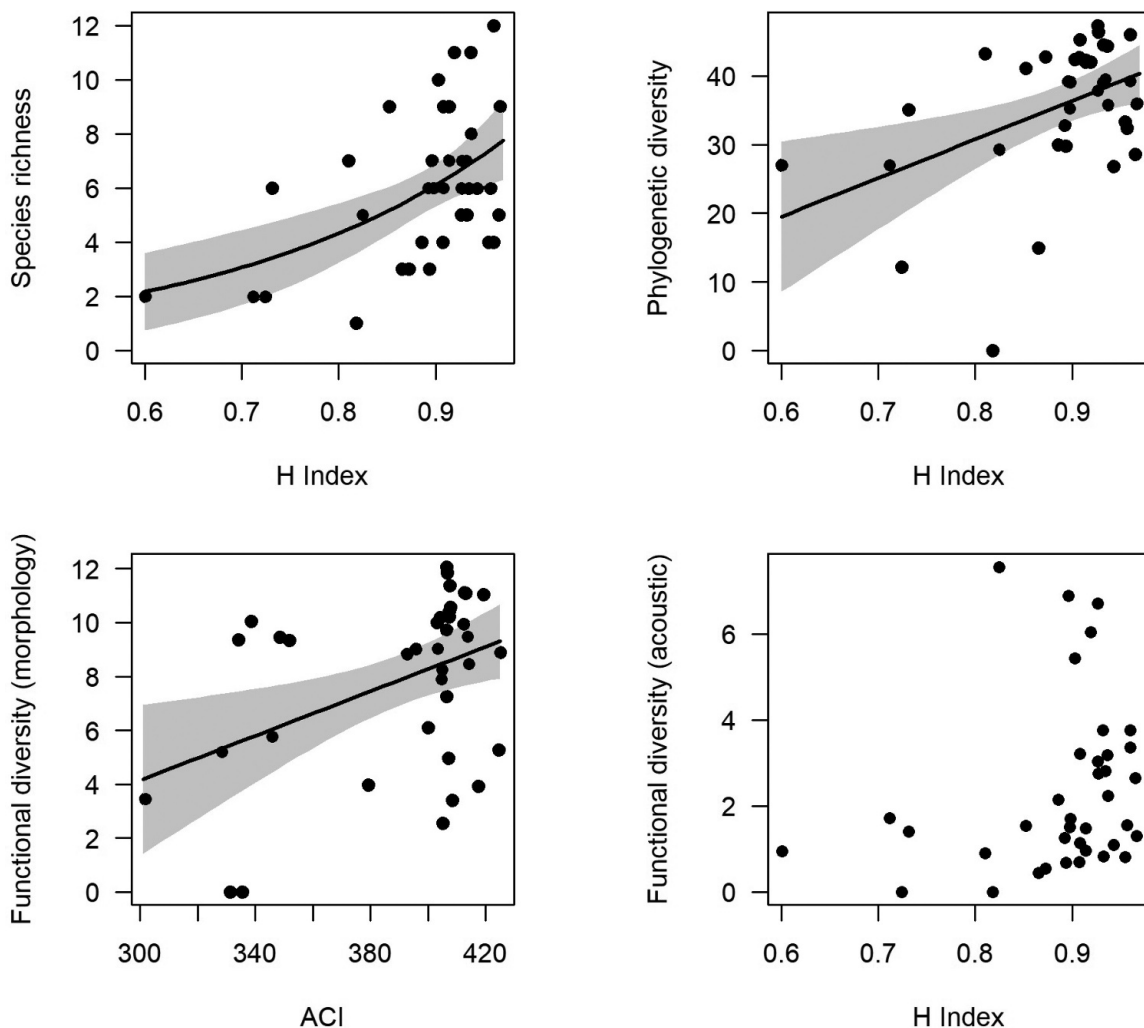 Species richness
12
10
8
6
4
2
0
0.6 0.7 0.8 0.9
H Index
Phylogenetic diversity
40
30
20
10
0
0.6 0.7 0.8 0.9
H Index
Functional diversity (morphology)
12
10
8
6
4
2
0
300 340 380 420
ACI
Functional diversity (acoustic)
6
4
2
0
0.6 0.7 0.8 0.9
H Index